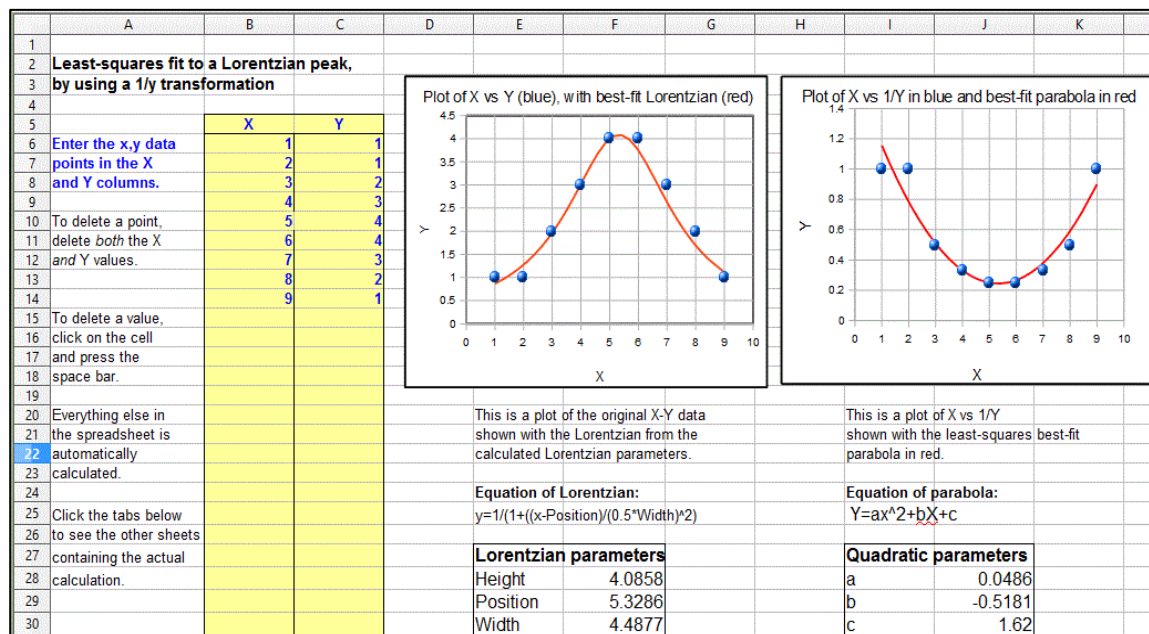 A B C D E F G H I J K
1
2 Least-squares fit to a Lorentzian peak,
3 by using a 1/y transformation
4
5 X Y
6 Enter the x,y data 1 1
7 points in the X 2 1
8 and Y columns. 3 2
9 4 3
10 To delete a point, 5 4
11 delete both the X 6 4
12 and Y values. 7 3
13 8 2
14 9 1
15 To delete a value,
16 click on the cell
17 and press the
18 space bar.
19
20 Everything else in
21 the spreadsheet is
22 automatically
23 calculated.
24
25 Click the tabs below
26 to see the other sheets
27 containing the actual
28 calculation.
29
30
Plot of X vs Y (blue), with best-fit Lorentzian (red)
4.5
4
3.5
3
2.5
2
1.5
1
0.5
0
Y
0 1 2 3 4 5 6 7 8 9 10
X
Plot of X vs 1/Y in blue and best-fit parabola in red
1.4
1.2
1
0.8
0.6
0.4
0.2
0
Y
0 1 2 3 4 5 6 7 8 9 10
X
This is a plot of the original X-Y data
shown with the Lorentzian from the
calculated Lorentzian parameters.
Equation of Lorentzian:
y=1/(1+((x-Position)/(0.5*Width)^2)
Lorentzian parameters
Height 4.0858
Position 5.3286
Width 4.4877
This is a plot of X vs 1/Y
shown with the least-squares best-fit
parabola in red.
Equation of parabola:
Y=ax^2+bX+c
Quadratic parameters
a 0.0486
b -0.5181
c 1.62